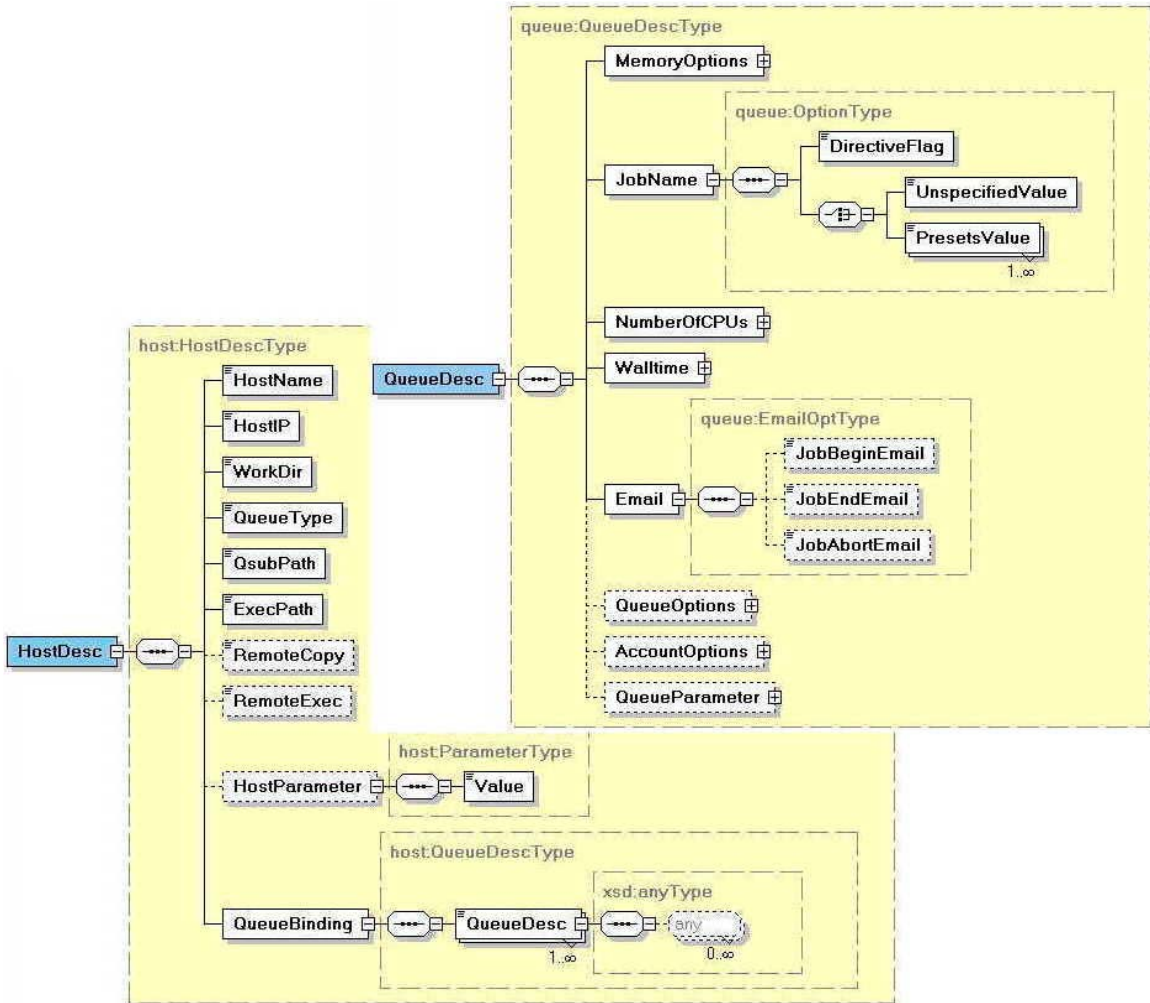 queue:QueueDescType
MemoryOptions
queue:OptionType
DirectiveFlag
JobName
UnspecifiedValue
PresetsValue
1..∞
NumberOfCPUs
host:HostDescType
Walltime
QueueDesc
HostName
queue:EmailOptType
HostIP
JobBeginEmail
WorkDir
Email
JobEndEmail
QueueType
JobAbortEmail
QsubPath
QueueOptions
ExecPath
HostDesc
RemoteCopy
AccountOptions
RemoteExec
QueueParameter
host:ParameterType
HostParameter
Value
host:QueueDescType
xsd:anyType
QueueBinding
QueueDesc
any
1..∞
0..∞